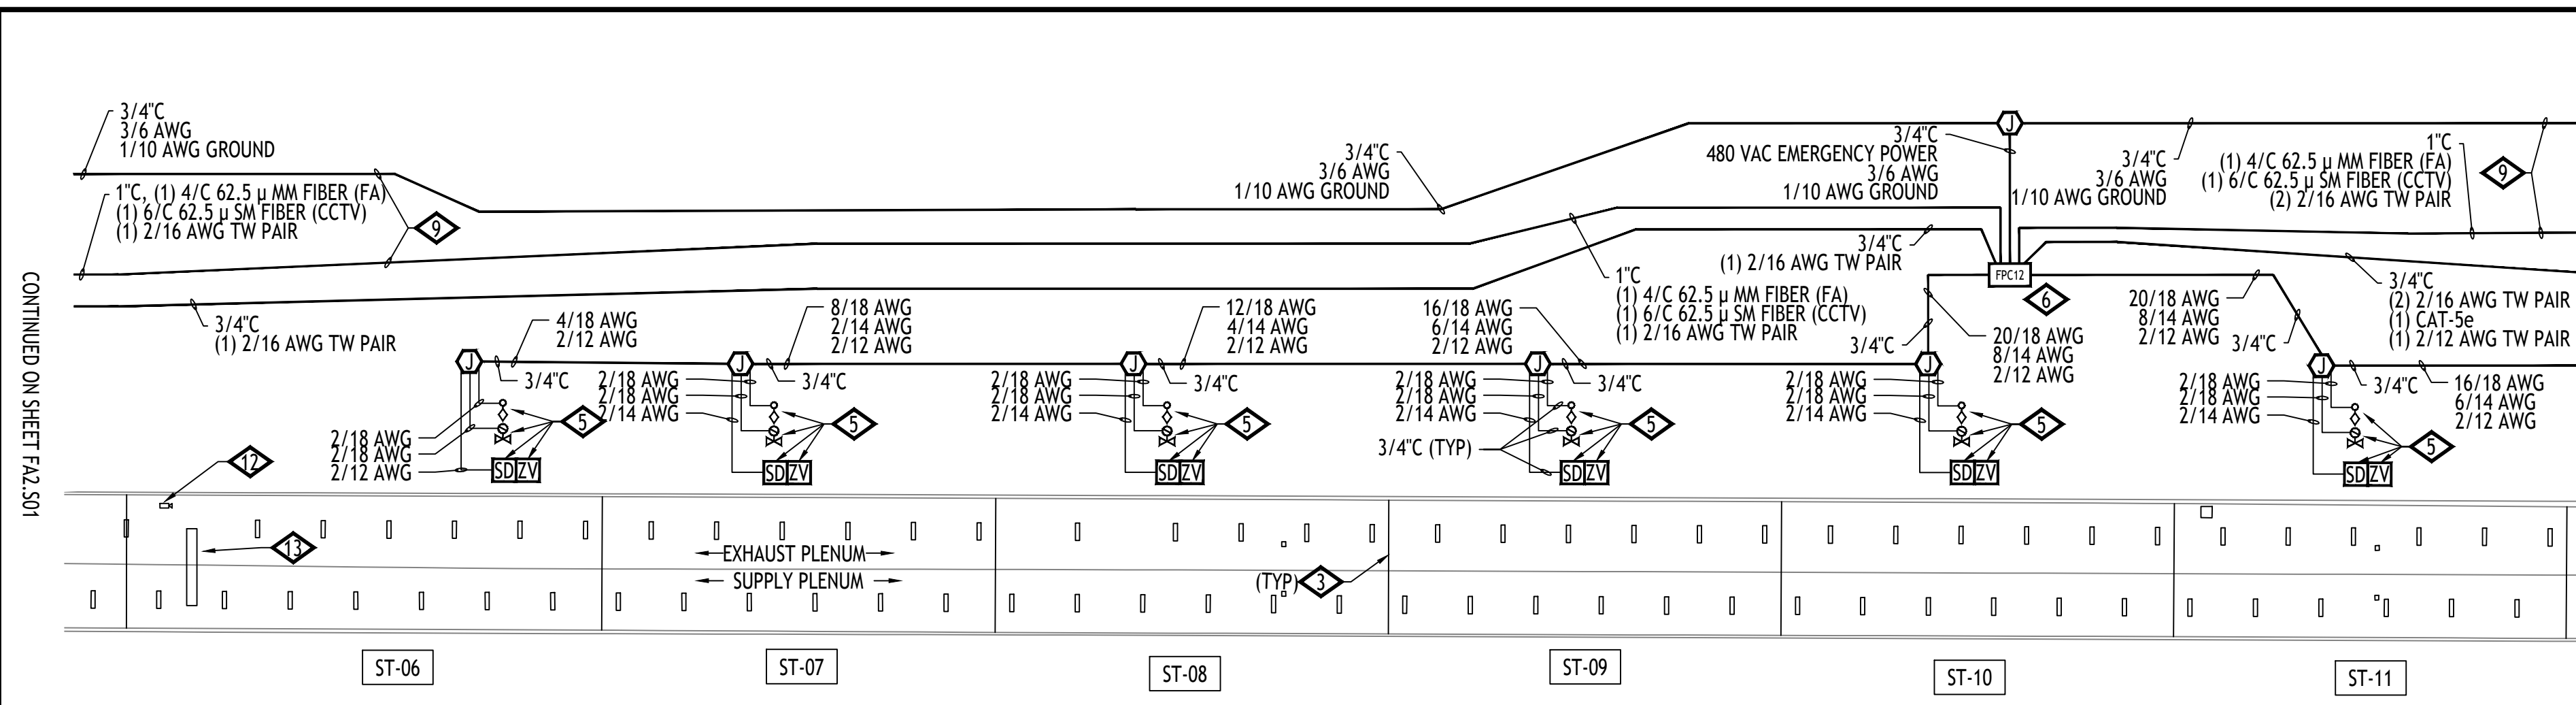 3/4"C
3/6 AWG
1/10 AWG GROUND
1"C, (1) 4/C 62.5 µ MM FIBER (FA)
(1) 6/C 62.5 µ SM FIBER (CCTV)
(1) 2/16 AWG TW PAIR
9
3/4"C
3/6 AWG
1/10 AWG GROUND
3/4"C
480 VAC EMERGENCY POWER
3/6 AWG
1/10 AWG GROUND
J
3/4"C
3/6 AWG
1/10 AWG GROUND
1"C
(1) 4/C 62.5 µ MM FIBER (FA)
(1) 6/C 62.5 µ SM FIBER (CCTV)
(2) 2/16 AWG TW PAIR
9
CONTINUED ON SHEET FA2.S01
3/4"C
(1) 2/16 AWG TW PAIR
3/4"C
(1) 2/16 AWG TW PAIR
1"C
(1) 4/C 62.5 µ MM FIBER (FA)
(1) 6/C 62.5 µ SM FIBER (CCTV)
(1) 2/16 AWG TW PAIR
FPC12
6
3/4"C
(2) 2/16 AWG TW PAIR
(1) CAT-5e
(1) 2/12 AWG TW PAIR
J
4/18 AWG
2/12 AWG
3/4"C
2/18 AWG
2/18 AWG
2/12 AWG
5
SD ZV
J
8/18 AWG
2/14 AWG
2/12 AWG
3/4"C
2/18 AWG
2/18 AWG
2/14 AWG
5
SD ZV
J
12/18 AWG
4/14 AWG
2/12 AWG
3/4"C
2/18 AWG
2/18 AWG
2/14 AWG
5
SD ZV
J
16/18 AWG
6/14 AWG
2/12 AWG
3/4"C
2/18 AWG
2/18 AWG
2/14 AWG
3/4"C (TYP)
5
SD ZV
J
3/4"C
20/18 AWG
8/14 AWG
2/12 AWG
2/18 AWG
2/18 AWG
2/14 AWG
5
SD ZV
20/18 AWG
8/14 AWG
2/12 AWG
3/4"C
J
3/4"C
16/18 AWG
6/14 AWG
2/12 AWG
2/18 AWG
2/18 AWG
2/14 AWG
5
SD ZV
12
13
EXHAUST PLENUM
SUPPLY PLENUM
(TYP)
3
ST-06
ST-07
ST-08
ST-09
ST-10
ST-11